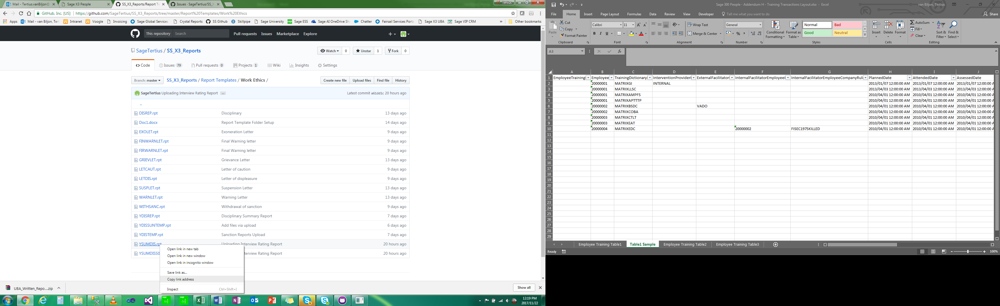 Mail - Tertius.vanBiljon@ Sage X3 People SS_X3_Reports/Report Te Issues · SageTertius/SS_X Tertius
GitHub, Inc. [US] https://github.com/SageTertius/SS_X3_Reports/tree/master/Report%20Templates/Work%20Ethics
Apps Mail - van Biljon, Tert Intranet Voogle Invoicing Sage Global Services Crystal Reports SS Github Skillpipe Sage University Sage ESS Sage AI OneDrive Sha Fairsail Services Porta Chatter Sage X3 UBA Sage VIP CRM » Other bookmarks
This repository Search Pull requests Issues Marketplace Explore
SageTertius / SS_X3_Reports Watch 0 Unstar 1 Fork 0
Code Issues 79 Pull requests 0 Projects 1 Wiki Insights Settings
Branch: master SS_X3_Reports / Report Templates / Work Ethics / Create new file Upload files Find file History
SageTertius Uploading Interview Rating Report ... Latest commit a61dd1c 20 hours ago
..
DISREP.rpt Disciplinary 13 days ago
Doc1.docx Report Template Folder Setup 14 days ago
EXOLET.rpt Exoneration Letter 9 days ago
FINWARNLET.rpt Final Warning letter 9 days ago
FIRWARNLET.rpt Final Warning letter 9 days ago
GRIEVLET.rpt Grievance Letter 13 days ago
LETCAUT.rpt Letter of caution 9 days ago
LETDIS.rpt Letter of displeasure 9 days ago
SUSPLET.rpt Suspension Letter 13 days ago
WARNLET.rpt Warning Letter 13 days ago
WITHSANC.rpt Withdrawal of sanction 9 days ago
YDISREP.rpt Disciplinary Summary Report 7 days ago
YDISSUNTEMP.rpt Add files via upload 6 days ago
YDISTEMP.rpt Sanction Reports Upload 7 days ago
YSUMDIS.rpt Uploading Interview Rating Report 20 hours ago
YSUMDISS0 terview Rating Report 20 hours ago
Open link in new tab
Open link in new window
Open link in incognito window
Save link as...
Copy link address
Inspect Ctrl+Shift+I
UBA_Written_Repo....zip Show all
12:19 PM
2017/11/22
Sage 300 People - Addendum H - Training Transactions Layout.xlsx - Excel van Biljon, Tertius
File Home Insert Page Layout Formulas Data Review View Developer Tell me what you want to do Share
Paste Cut Copy Format Painter Clipboard
Calibri 11 B I U Font
Wrap Text Merge & Center Alignment
General % , Number
Conditional Formatting Format as Table Normal Bad Good Neutral Styles
Insert Delete Format Cells
AutoSum Fill Clear Sort & Filter Find & Select Editing
A3 fx
A B C D E F G H I J
1 EmployeeTrainingI Employee TrainingDictionaryI InterventionProviderI ExternalFacilitatorI InternalFacilitatorEmployeeI InternalFacilitatorEmployeeCompanyRule PlannedDate AttendedDate AssessedDate
2 20000001 MATRIXGI INTERNAL 2013/01/07 12:00:00 AM 2013/01/07 12:00:00 AM 2013/01/07 12:00:00 A
3 20000001 MATRIXLLSC 2013/04/03 12:00:00 AM 2013/04/03 12:00:00 AM 2013/04/03 12:00:00 A
4 20000001 MATRIXAMPFS 2010/04/01 12:00:00 AM 2010/04/01 12:00:00 AM 2010/04/01 12:00:00 A
5 20000001 MATRIXAPTTTP 2010/04/01 12:00:00 AM 2010/04/01 12:00:00 AM 2010/04/01 12:00:00 A
6 20000002 MATRIXBSDC VADO 2010/04/01 12:00:00 AM 2010/04/01 12:00:00 AM 2010/04/01 12:00:00 A
7 20000002 MATRIXCOBA 2010/04/01 12:00:00 AM 2010/04/01 12:00:00 AM 2010/04/01 12:00:00 A
8 20000003 MATRIXCTLT 2010/04/01 12:00:00 AM 2010/04/01 12:00:00 AM 2010/04/01 12:00:00 A
9 20000003 MATRIXEAT 2010/04/01 12:00:00 AM 2010/04/01 12:00:00 AM 2010/04/01 12:00:00 A
10 20000004 MATRIXEDC 20000002 FISEC197SKILLED 2010/04/01 12:00:00 AM 2010/04/01 12:00:00 AM 2010/04/01 12:00:00 A
11
12
13
14
15
16
17
18
19
20
21
22
23
24
25
26
27
28
29
Employee Training Table1 Table1 Sample Employee Training Table2 Employee Training Table3
Ready 100%